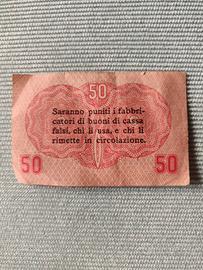 50
Saranno puniti i fabbri-
catori di buoni di cassa
falsi, chi li usa, e chi li
rimette in circolazione.
50 50